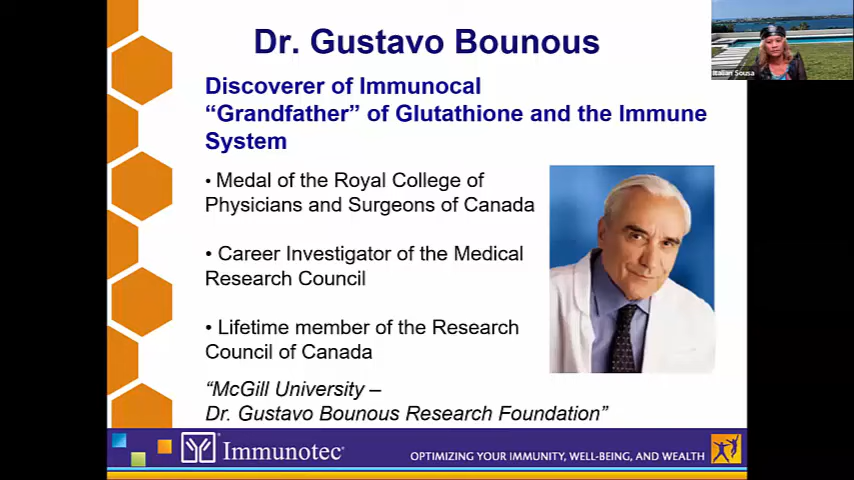 Dr. Gustavo Bounous
Discoverer of Immunocal
“Grandfather” of Glutathione and the Immune
System
• Medal of the Royal College of
Physicians and Surgeons of Canada
• Career Investigator of the Medical
Research Council
• Lifetime member of the Research
Council of Canada
“McGill University –
Dr. Gustavo Bounous Research Foundation”
Immunotec
OPTIMIZING YOUR IMMUNITY, WELL-BEING, AND WEALTH
Sousa